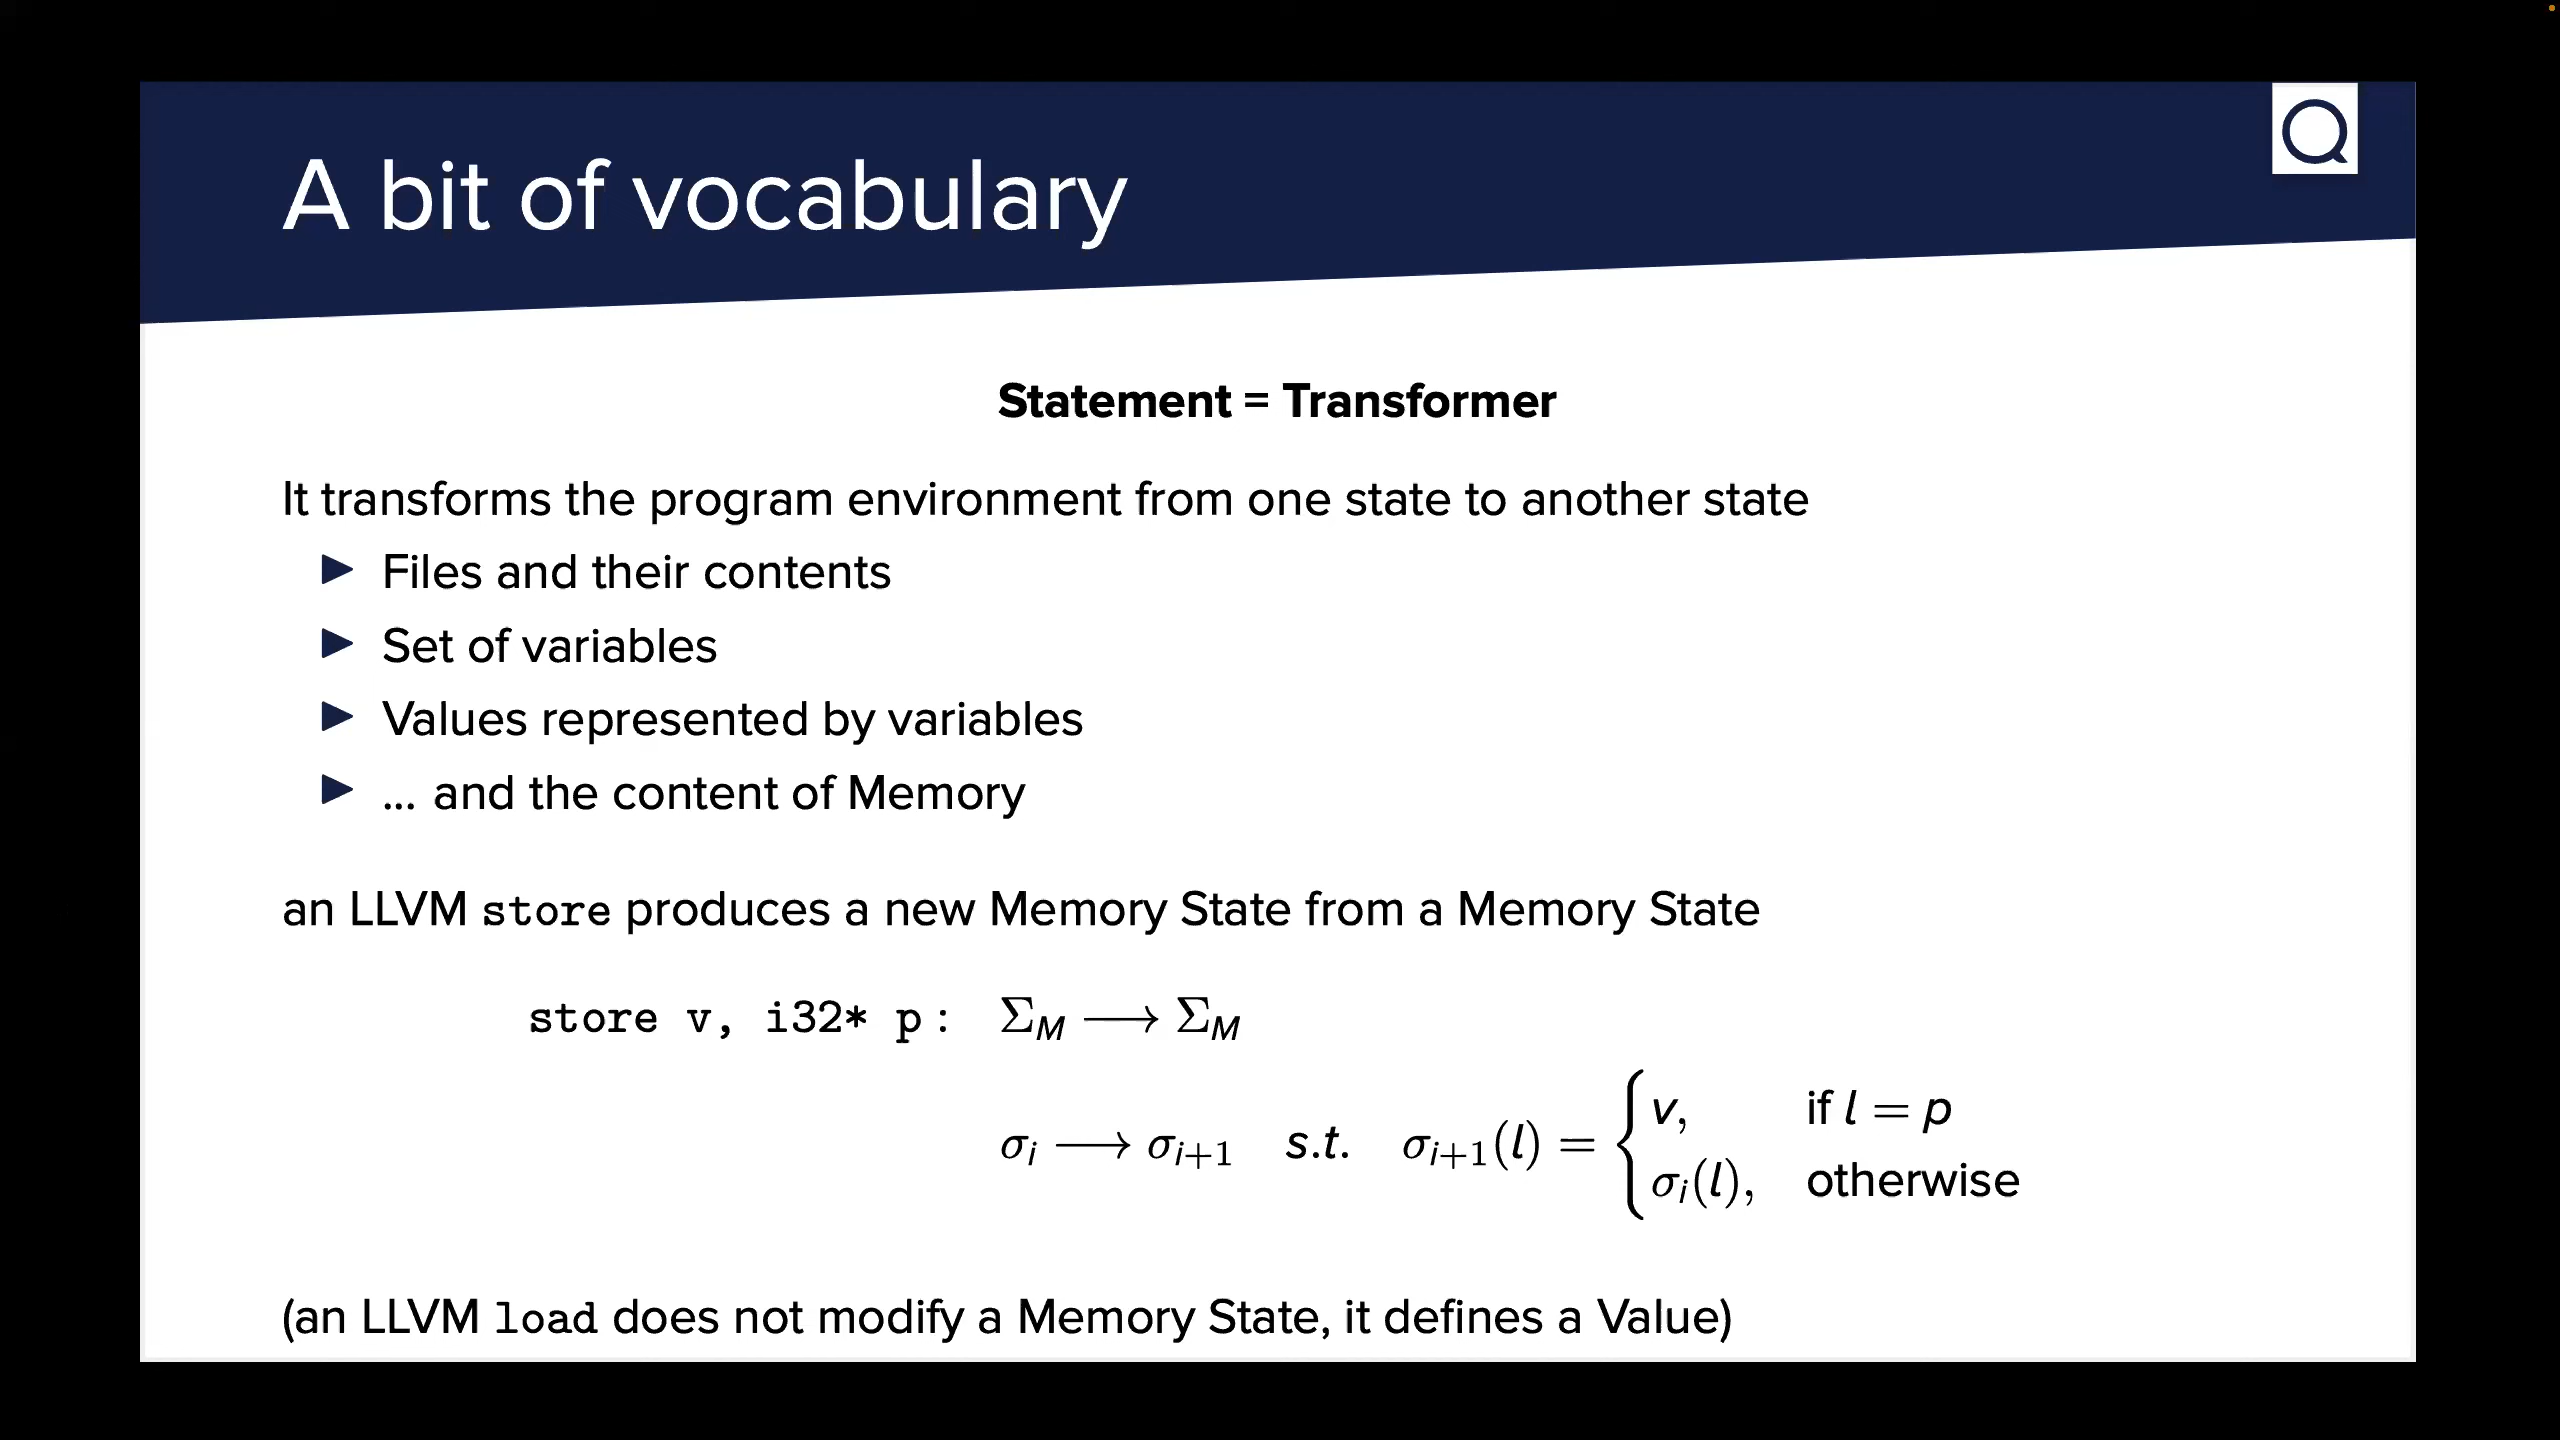 A bit of vocabulary
Statement = Transformer
It transforms the program environment from one state to another state
▶ Files and their contents
▶ Set of variables
▶ Values represented by variables
▶ ... and the content of Memory
an LLVM store produces a new Memory State from a Memory State
store v, i32* p : Σ_M ⟶ Σ_M
σ_i ⟶ σ_{i+1} s.t. σ_{i+1}(l) = { v, if l = p
σ_i(l), otherwise
(an LLVM load does not modify a Memory State, it defines a Value)